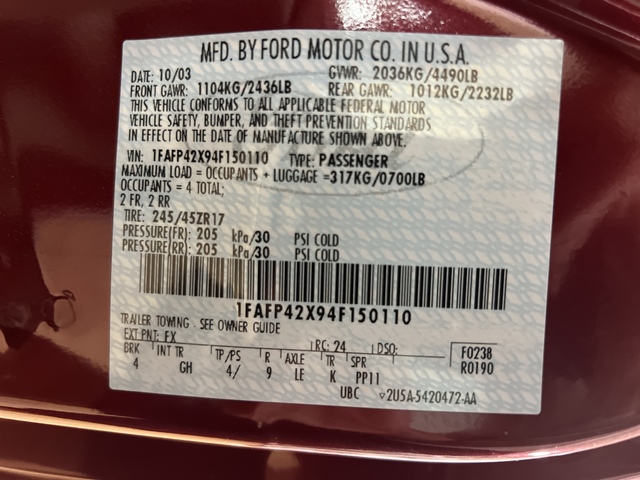 MFD. BY FORD MOTOR CO. IN U.S.A.
DATE: 10/03 GVWR: 2036KG/4490LB
FRONT GAWR: 1104KG/2436LB REAR GAWR: 1012KG/2232LB
THIS VEHICLE CONFORMS TO ALL APPLICABLE FEDERAL MOTOR
VEHICLE SAFETY, BUMPER, AND THEFT PREVENTION STANDARDS
IN EFFECT ON THE DATE OF MANUFACTURE SHOWN ABOVE.
VIN: 1FAFP42X94F150110 TYPE: PASSENGER
MAXIMUM LOAD = OCCUPANTS + LUGGAGE =317KG/0700LB
OCCUPANTS = 4 TOTAL;
2 FR, 2 RR
TIRE: 245/45ZR17
PRESSURE(FR): 205 kPa/30 PSI COLD
PRESSURE(RR): 205 kPa/30 PSI COLD
1FAFP42X94F150110
TRAILER TOWING - SEE OWNER GUIDE
EXT PNT: FX RC: 24 DSO: F0238
BRK INT TR TP/PS R AXLE TR SPR R0190
4 GH 4/ 9 LE K PP11
UBC ▽2U5A-5420472-AA